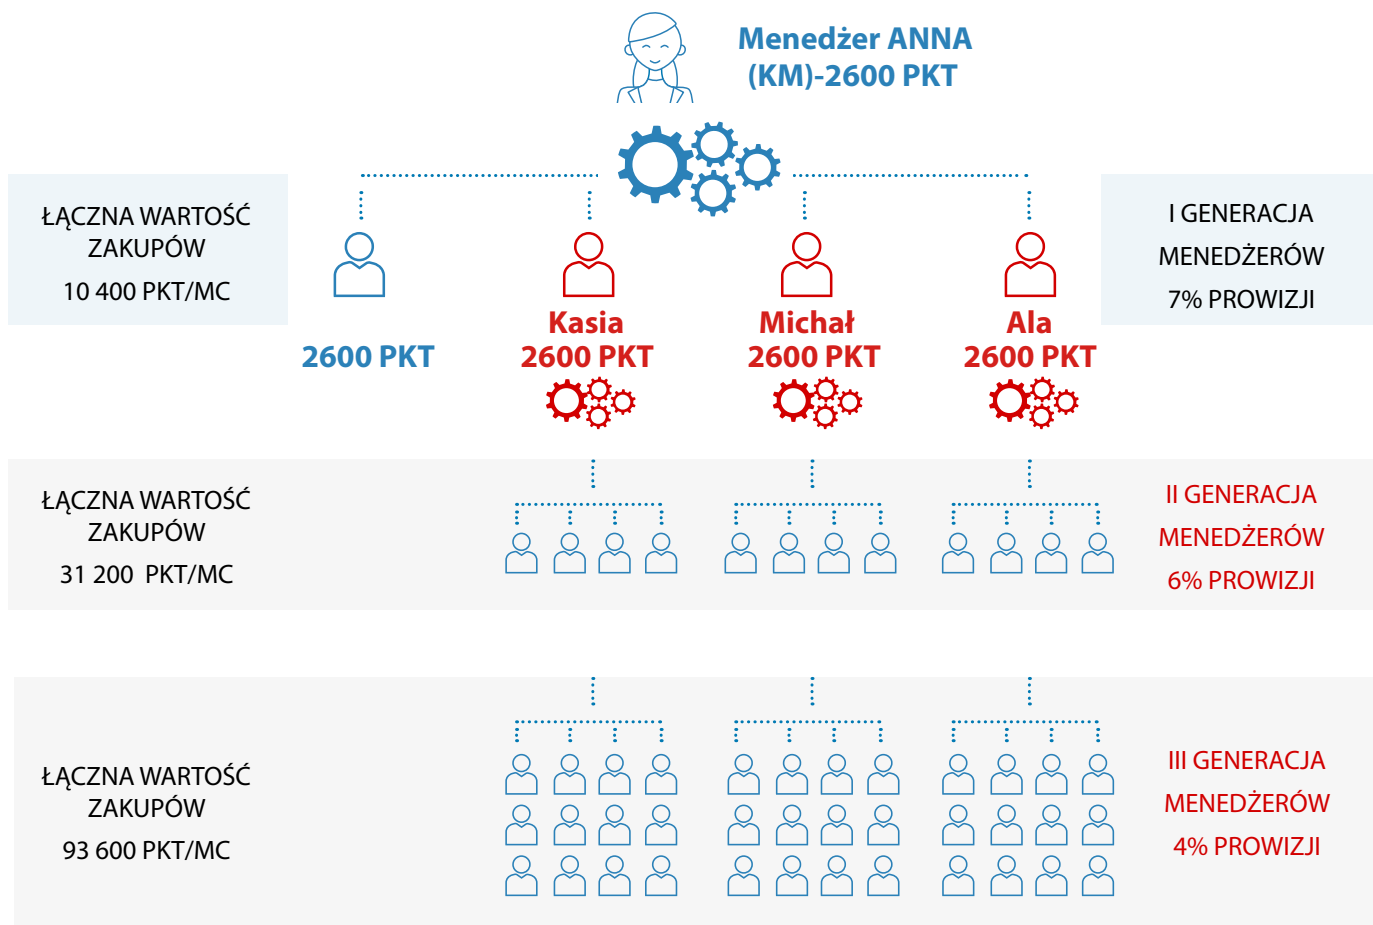 Menedżer ANNA
(KM)-2600 PKT
ŁĄCZNA WARTOŚĆ
ZAKUPÓW
10 400 PKT/MC
I GENERACJA
MENEDŻERÓW
7% PROWIZJI
2600 PKT
Kasia
2600 PKT
Michał
2600 PKT
Ala
2600 PKT
ŁĄCZNA WARTOŚĆ
ZAKUPÓW
31 200 PKT/MC
II GENERACJA
MENEDŻERÓW
6% PROWIZJI
ŁĄCZNA WARTOŚĆ
ZAKUPÓW
93 600 PKT/MC
III GENERACJA
MENEDŻERÓW
4% PROWIZJI